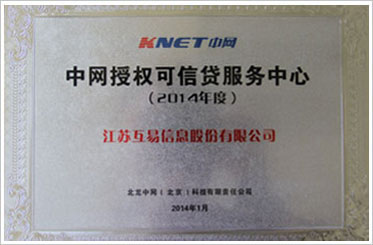 KNET中网
中网授权可信贷服务中心
（2014年度）
江苏互易信息股份有限公司
北龙中网（北京）科技有限责任公司
2014年1月